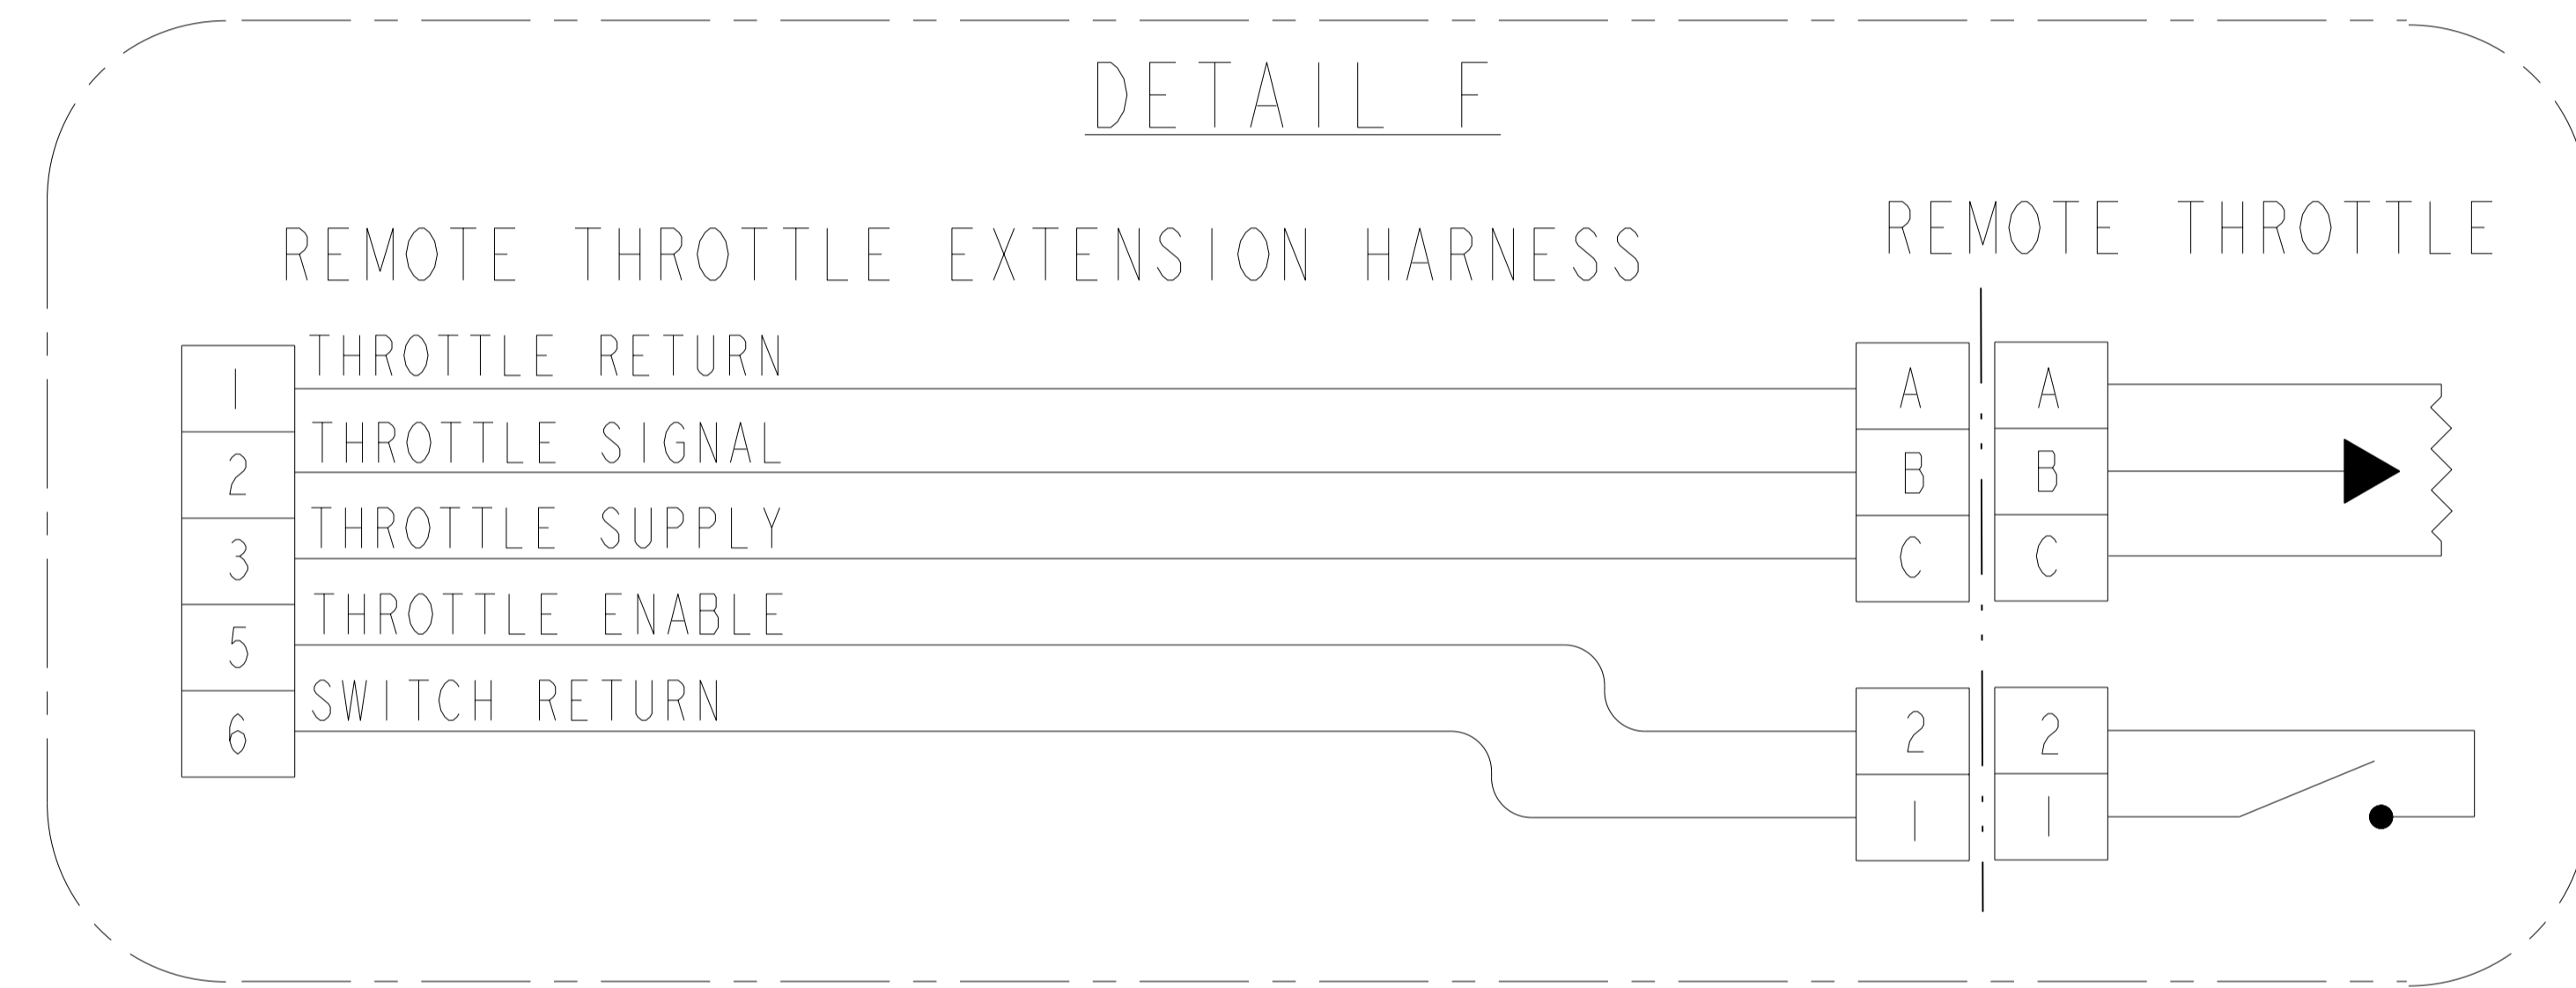 DETAIL F
REMOTE THROTTLE EXTENSION HARNESS
REMOTE THROTTLE
1 THROTTLE RETURN A A
2 THROTTLE SIGNAL B B
3 THROTTLE SUPPLY C C
5 THROTTLE ENABLE 2 2
6 SWITCH RETURN 1 1